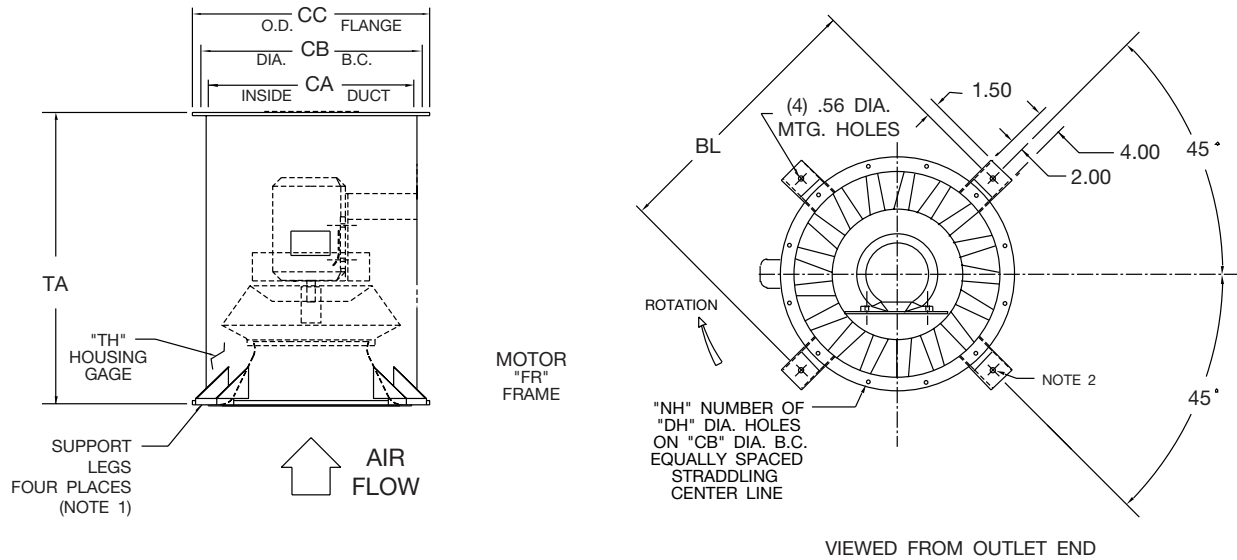 CC
O.D. FLANGE
CB
DIA. B.C.
CA
INSIDE DUCT
TA
"TH"
HOUSING
GAGE
SUPPORT
LEGS
FOUR PLACES
(NOTE 1)
AIR
FLOW
MOTOR
"FR"
FRAME
BL
(4) .56 DIA.
MTG. HOLES
1.50
4.00
2.00
45°
ROTATION
NOTE 2
45°
"NH" NUMBER OF
"DH" DIA. HOLES
ON "CB" DIA. B.C.
EQUALLY SPACED
STRADDLING
CENTER LINE
VIEWED FROM OUTLET END